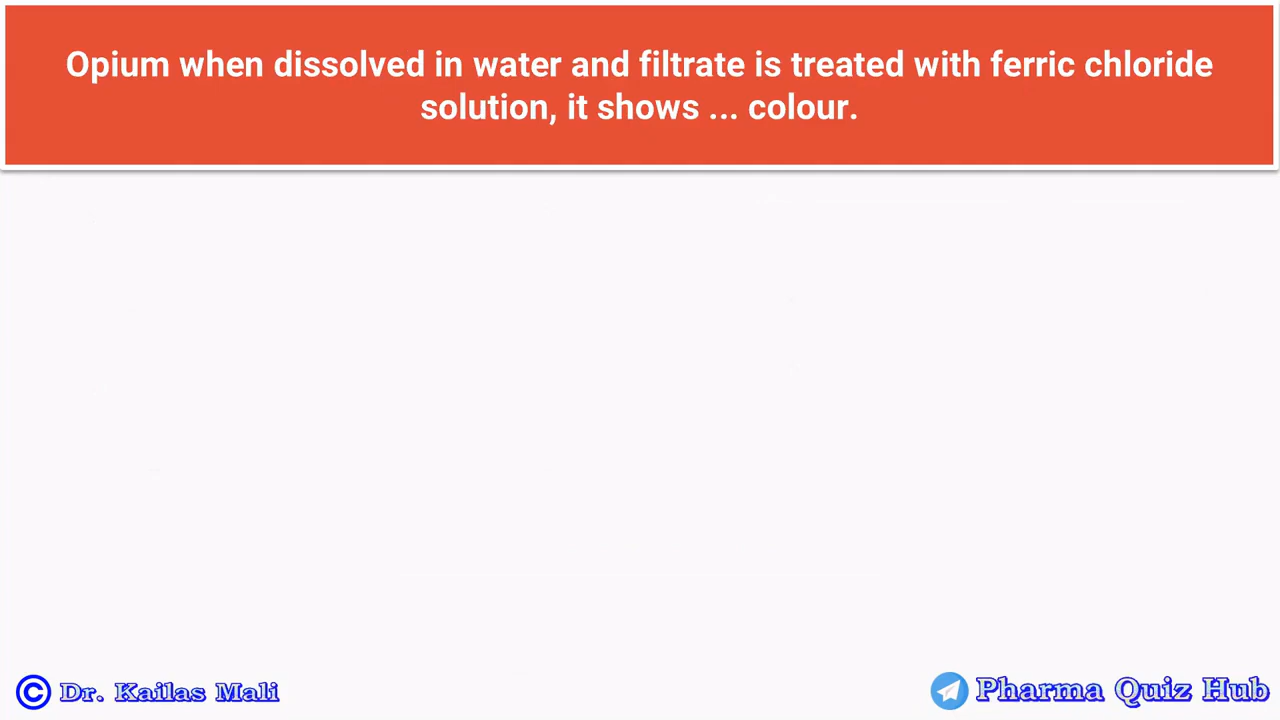 Opium when dissolved in water and filtrate is treated with ferric chloride
solution, it shows ... colour.
© Dr. Kailas Mali
Pharma Quiz Hub